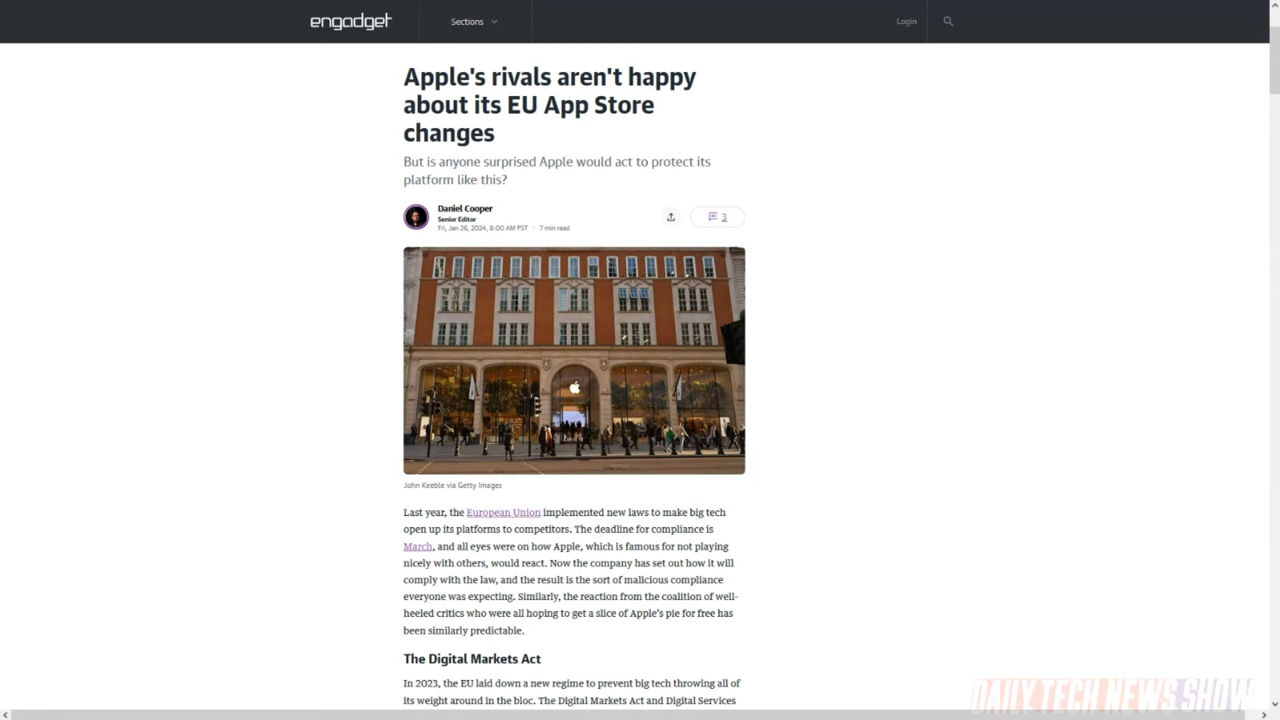 engadget
Sections
Login
Apple's rivals aren't happy
about its EU App Store
changes
But is anyone surprised Apple would act to protect its
platform like this?
Daniel Cooper
Senior Editor
Fri, Jan 26, 2024, 8:00 AM PST · 7 min read
3
John Keeble via Getty Images
Last year, the European Union implemented new laws to make big tech
open up its platforms to competitors. The deadline for compliance is
March, and all eyes were on how Apple, which is famous for not playing
nicely with others, would react. Now the company has set out how it will
comply with the law, and the result is the sort of malicious compliance
everyone was expecting. Similarly, the reaction from the coalition of well-
heeled critics who were all hoping to get a slice of Apple's pie for free has
been similarly predictable.
The Digital Markets Act
In 2023, the EU laid down a new regime to prevent big tech throwing all of
its weight around in the bloc. The Digital Markets Act and Digital Services
DAILY TECH NEWS SHOW